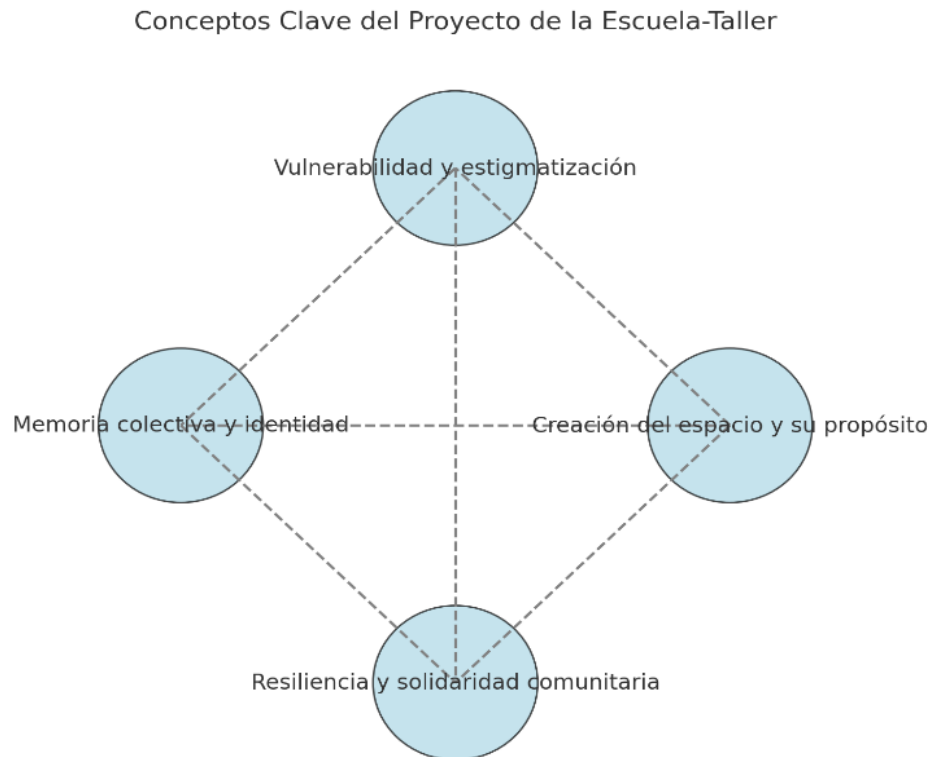 Conceptos Clave del Proyecto de la Escuela-Taller
Vulnerabilidad y estigmatización
Memoria colectiva y identidad
Creación del espacio y su propósito
Resiliencia y solidaridad comunitaria